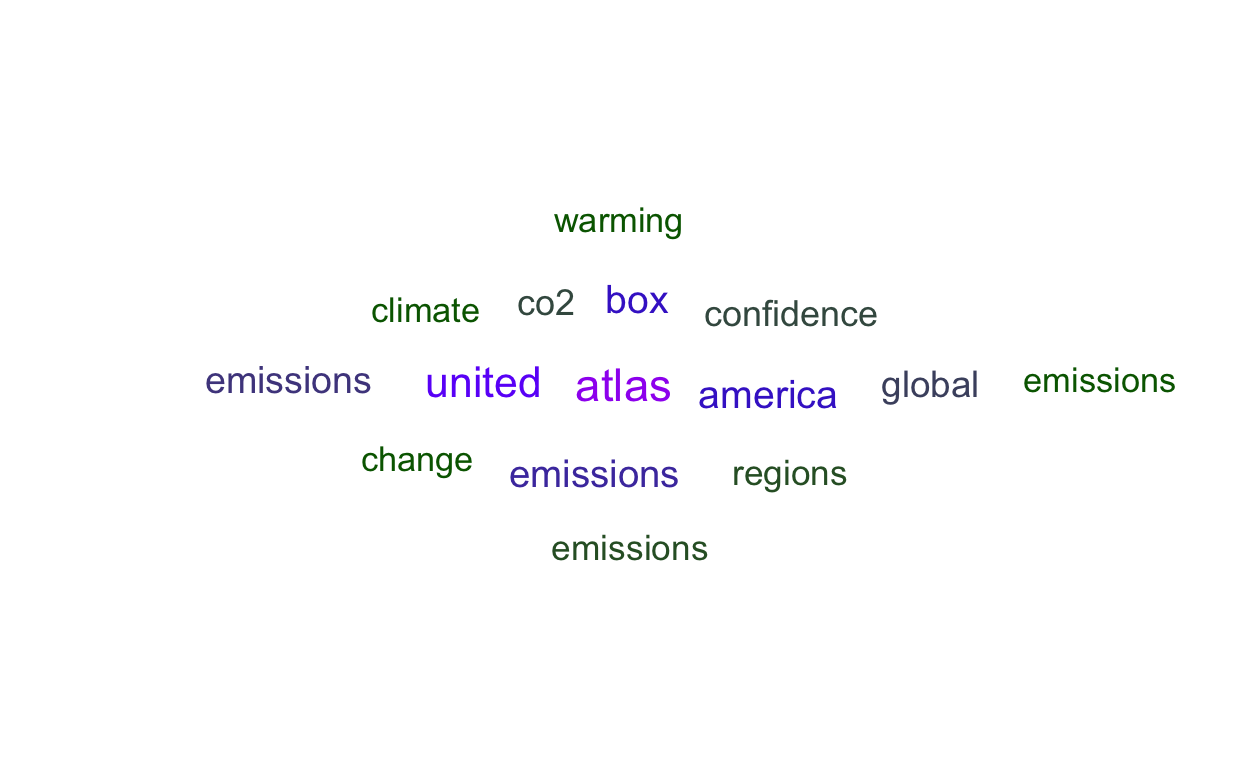 warming
climate co2 box confidence
emissions united atlas america global emissions
change emissions regions
emissions